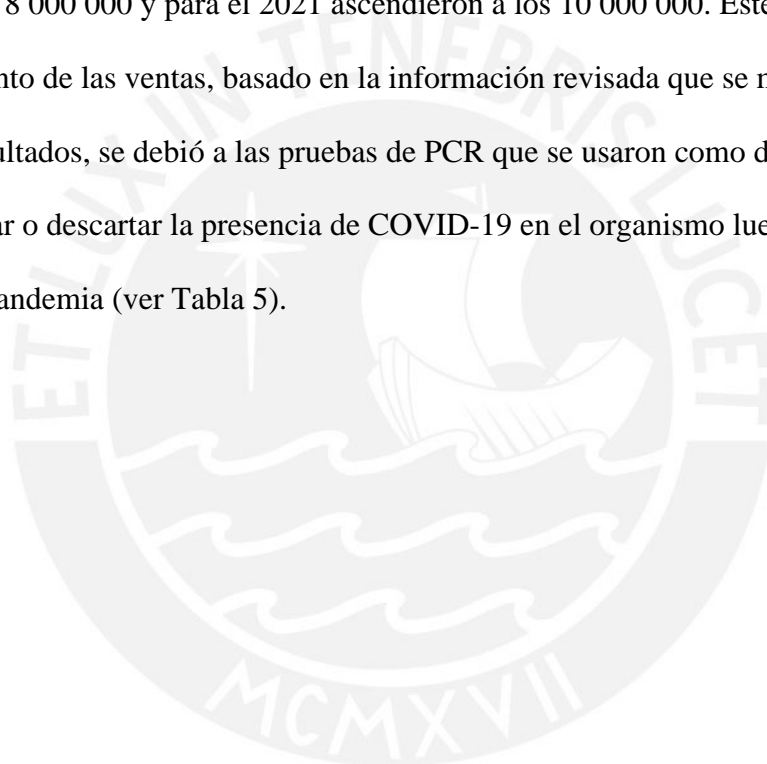 8 000 000 y para el 2021 ascendieron a los 10 000 000. Este
nto de las ventas, basado en la información revisada que se m
ultados, se debió a las pruebas de PCR que se usaron como d
ar o descartar la presencia de COVID-19 en el organismo lue
andemia (ver Tabla 5).
ET LUX IN TENEBRIS LUCET
MCMXVII